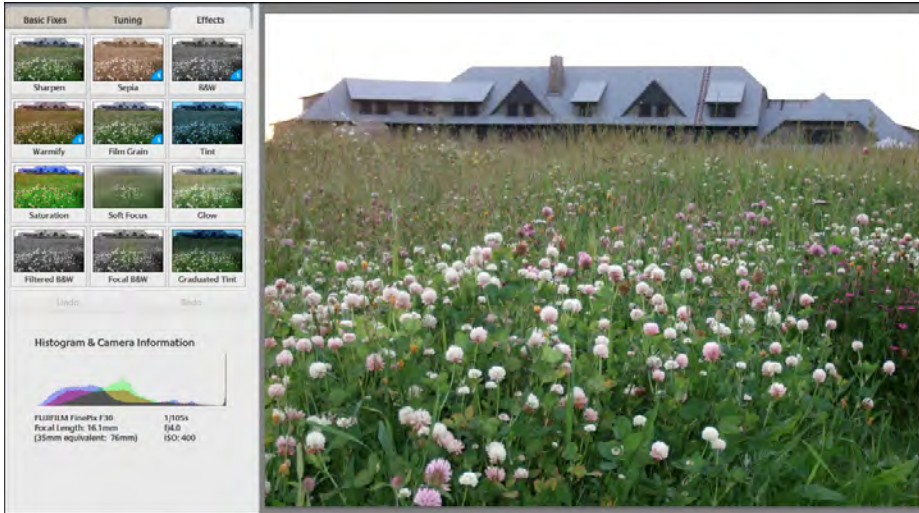 Basic Fixes Tuning Effects
Sharpen Sepia B&W
Warmify Film Grain Tint
Saturation Soft Focus Glow
Filtered B&W Focal B&W Graduated Tint
Undo Redo
Histogram & Camera Information
FUJIFILM FinePix F30 1/105s
Focal Length: 16.1mm f/4.0
(35mm equivalent: 76mm) ISO: 400